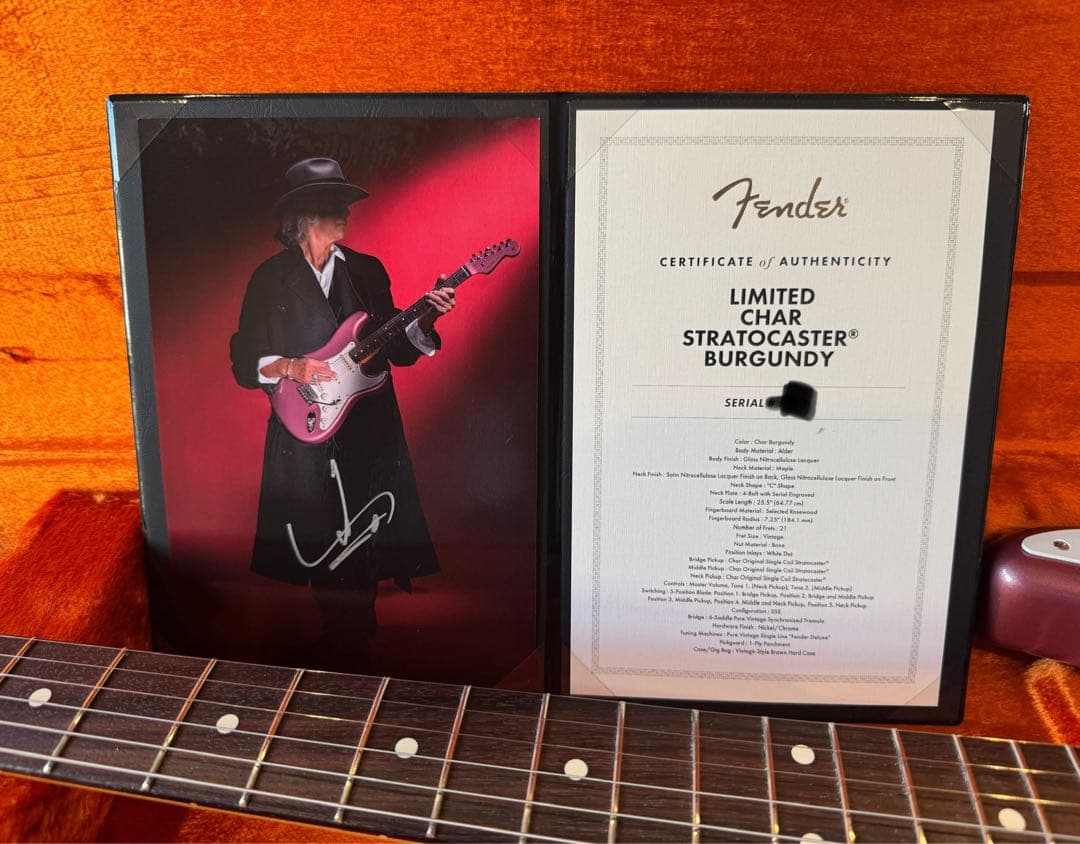 Fender
CERTIFICATE of AUTHENTICITY
LIMITED
CHAR
STRATOCASTER®
BURGUNDY
SERIAL #
Color : Char Burgundy
Body Material : Alder
Body Finish : Gloss Nitrocellulose Lacquer
Neck Material : Maple
Neck Finish : Satin Nitrocellulose Lacquer Finish on Back, Gloss Nitrocellulose Lacquer Finish on Front
Neck Shape : "C" Shape
Neck Plate : 4-Bolt with Serial Engraved
Scale Length : 25.5" (64.77 cm)
Fingerboard Material : Selected Rosewood
Fingerboard Radius : 7.25" (184.1 mm)
Number of Frets : 21
Fret Size : Vintage
Nut Material : Bone
Position Inlays : White Dot
Bridge Pickup : Char Original Single Coil Stratocaster®
Middle Pickup : Char Original Single Coil Stratocaster®
Neck Pickup : Char Original Single Coil Stratocaster®
Controls : Master Volume, Tone 1. (Neck Pickup), Tone 2. (Middle Pickup)
Switching : 5-Position Blade: Position 1. Bridge Pickup, Position 2. Bridge and Middle Pickup
Position 3. Middle Pickup, Position 4. Middle and Neck Pickup, Position 5. Neck Pickup
Configuration : SSS
Bridge : 6-Saddle Pure Vintage Synchronized Tremolo
Hardware Finish : Nickel/Chrome
Tuning Machines : Pure Vintage Single Line "Fender Deluxe"
Pickguard : 1-Ply Parchment
Case/Gig Bag : Vintage-Style Brown Hard Case